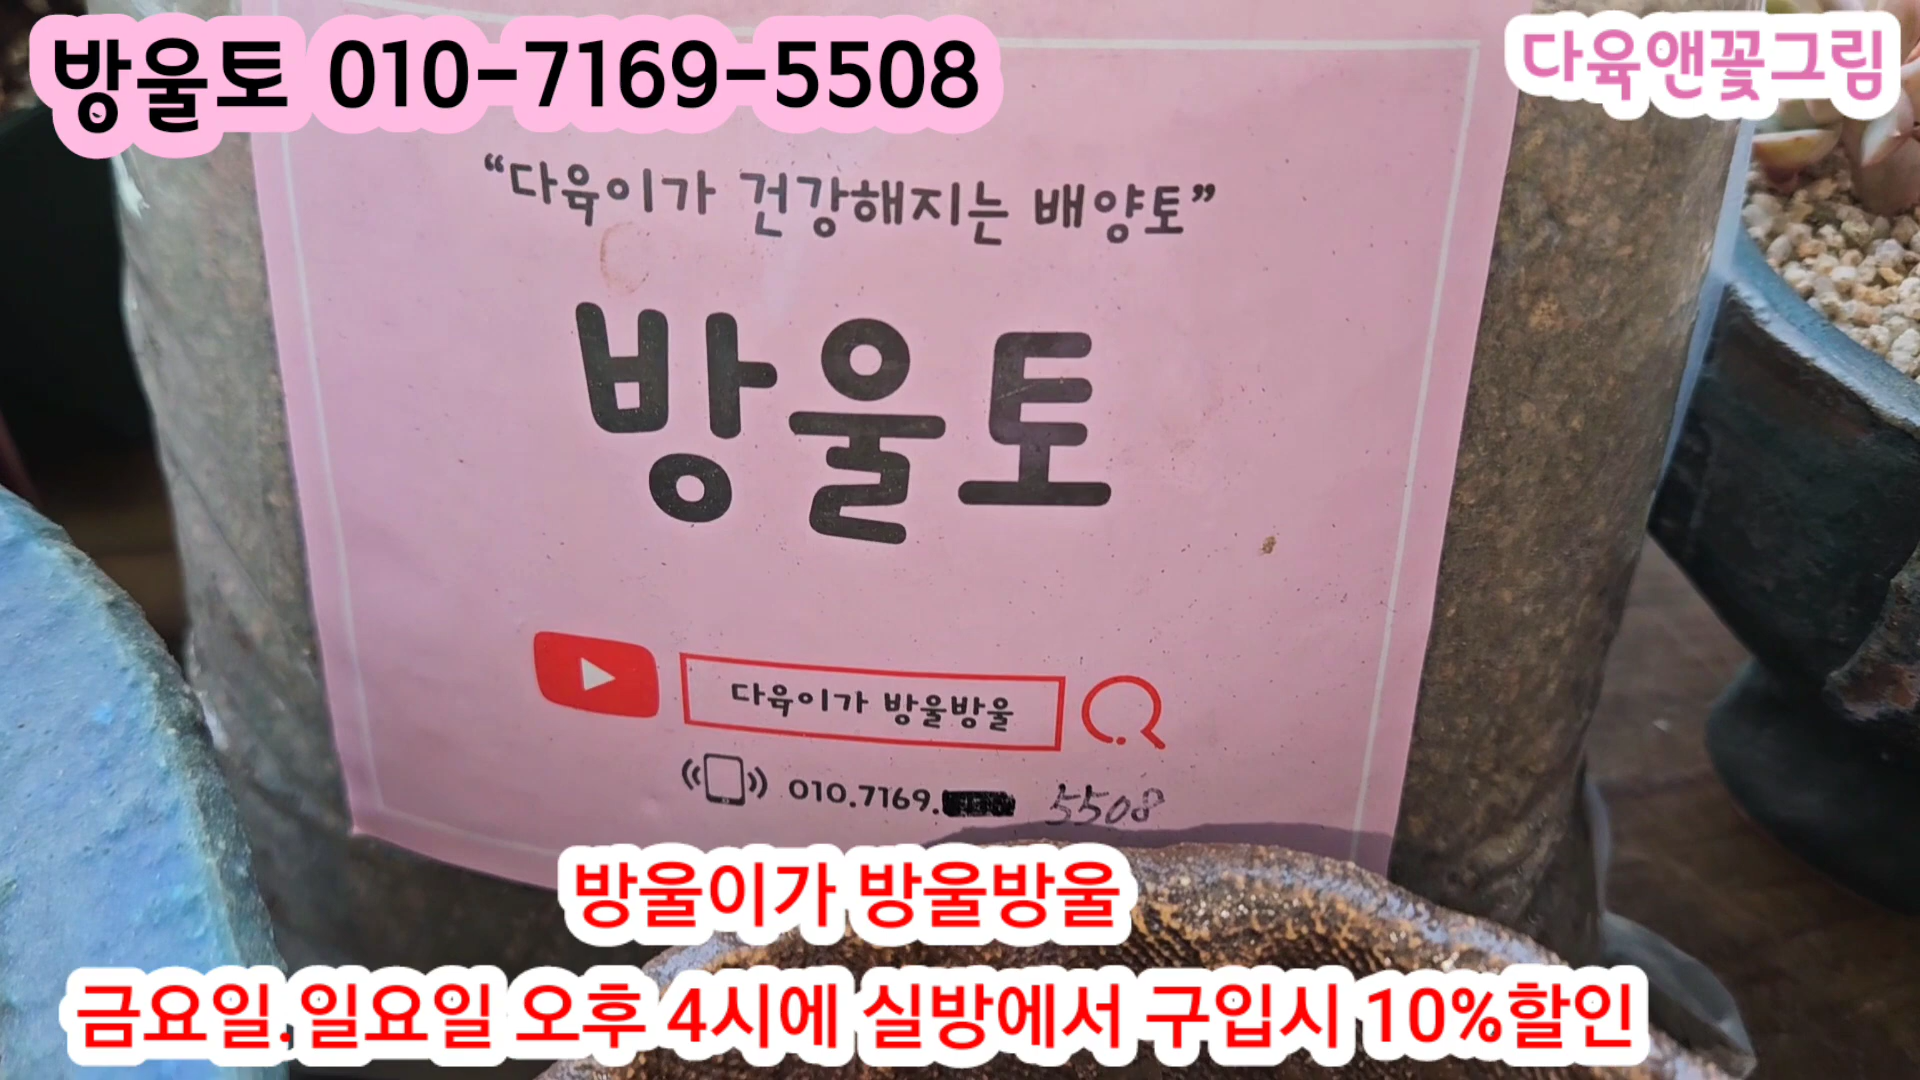 방울토 010-7169-5508
다육앤꽃그림
“다육이가 건강해지는 배양토”
방울토
다육이가 방울방울
010.7169. 5508
방울이가 방울방울
금요일.일요일 오후 4시에 실방에서 구입시 10%할인